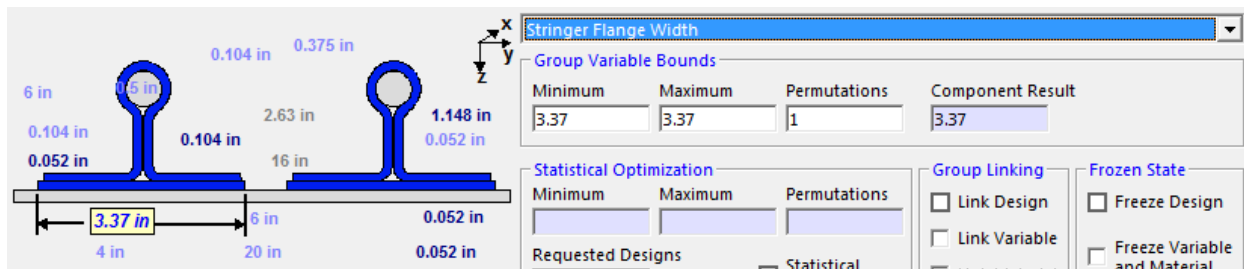 x
y
z
0.104 in
0.375 in
6 in
0.5 in
2.63 in
1.148 in
0.104 in
0.104 in
0.052 in
0.052 in
16 in
3.37 in
6 in
0.052 in
4 in
20 in
0.052 in
Stringer Flange Width
Group Variable Bounds
Minimum Maximum Permutations Component Result
3.37 3.37 1 3.37
Statistical Optimization
Minimum Maximum Permutations
Requested Designs
Statistical
Group Linking
Link Design
Link Variable
Frozen State
Freeze Design
Freeze Variable
and Material